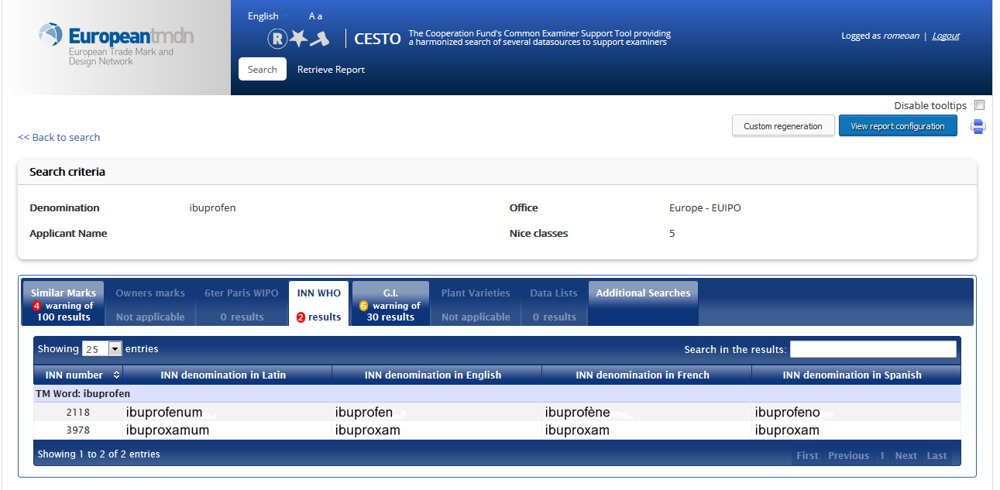 English
A a
Europeantmdn
European Trade Mark and
Design Network
R
CESTO
The Cooperation Fund's Common Examiner Support Tool providing
a harmonized search of several datasources to support examiners
Logged as romeoan | Logout
Search Retrieve Report
Disable tooltips
Custom regeneration View report configuration
<< Back to search
Search criteria
Denomination ibuprofen Office Europe - EUIPO
Applicant Name Nice classes 5
Similar Marks Owners marks 6ter Paris WIPO INN WHO G.I. Plant Varieties Data Lists Additional Searches
4 warning of 6 warning of
100 results Not applicable 0 results 2 results 30 results Not applicable 0 results
Showing 25 entries Search in the results:
INN number INN denomination in Latin INN denomination in English INN denomination in French INN denomination in Spanish
TM Word: ibuprofen
2118 ibuprofenum ibuprofen ibuprofène ibuprofeno
3978 ibuproxamum ibuproxam ibuproxam ibuproxam
Showing 1 to 2 of 2 entries First Previous 1 Next Last